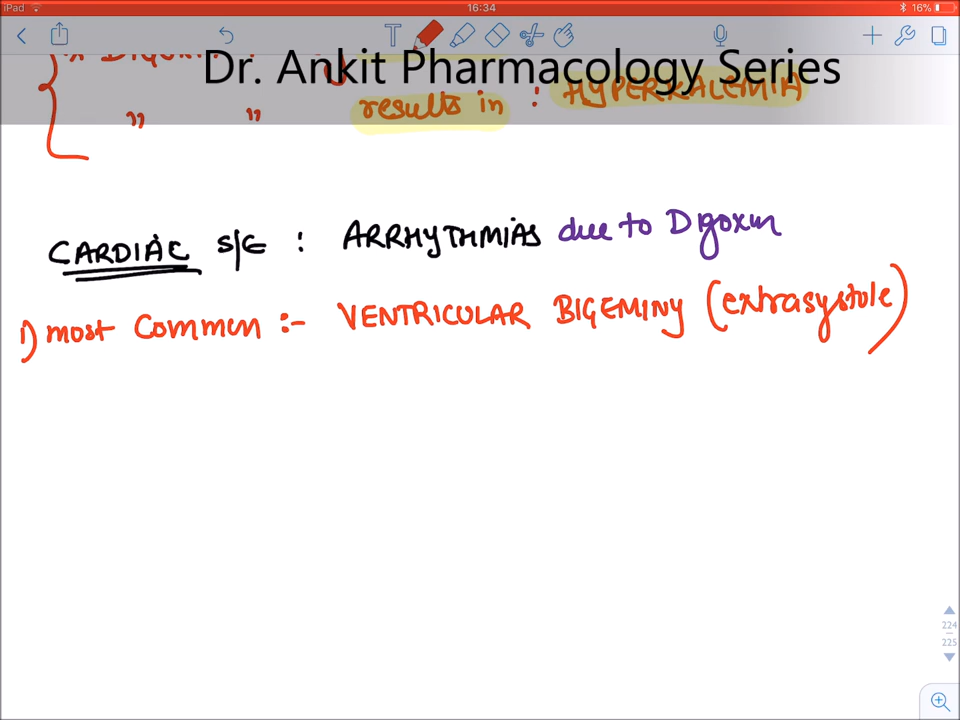 iPad 16:34 16%
T
Dr. Ankit Pharmacology Series
results in : HYPERKALEMIA
" "
CARDIAC S/E : ARRHYTHMIAS due to Digoxin
1) most Common :- VENTRICULAR BIGEMINY (extrasystole)
224
225